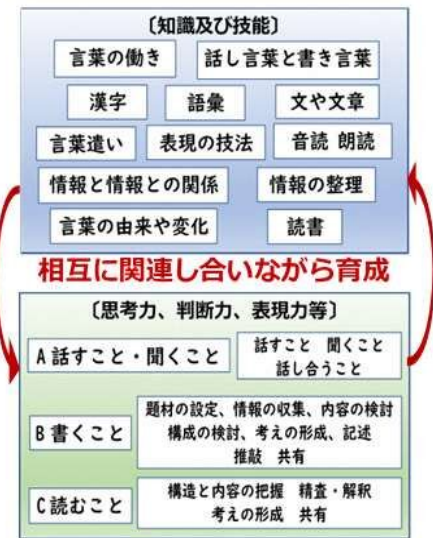 〔知識及び技能〕
言葉の働き
話し言葉と書き言葉
漢字
語彙
文や文章
言葉遣い
表現の技法
音読 朗読
情報と情報との関係
情報の整理
言葉の由来や変化
読書
相互に関連し合いながら育成
〔思考力、判断力、表現力等〕
A 話すこと・聞くこと
話すこと 聞くこと
話し合うこと
B 書くこと
題材の設定、情報の収集、内容の検討
構成の検討、考えの形成、記述
推敲 共有
C 読むこと
構造と内容の把握 精査・解釈
考えの形成 共有